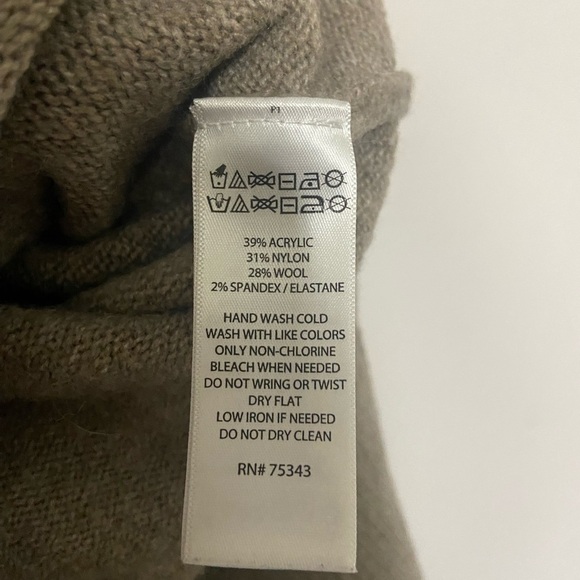 P1
39% ACRYLIC
31% NYLON
28% WOOL
2% SPANDEX / ELASTANE
HAND WASH COLD
WASH WITH LIKE COLORS
ONLY NON-CHLORINE
BLEACH WHEN NEEDED
DO NOT WRING OR TWIST
DRY FLAT
LOW IRON IF NEEDED
DO NOT DRY CLEAN
RN# 75343